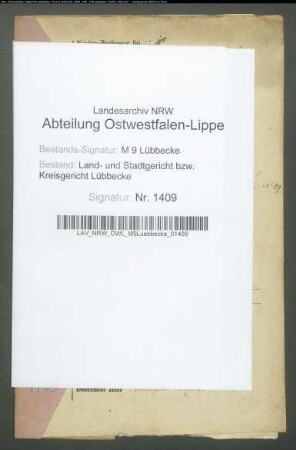 Landesarchiv NRW
Abteilung Ostwestfalen-Lippe
Bestands-Signatur: M 9 Lübbecke
Bestand: Land- und Stadtgericht bzw.
Kreisgericht Lübbecke
Signatur: Nr. 1409
LAV_NRW_OWL_M9Luebbecke_01409